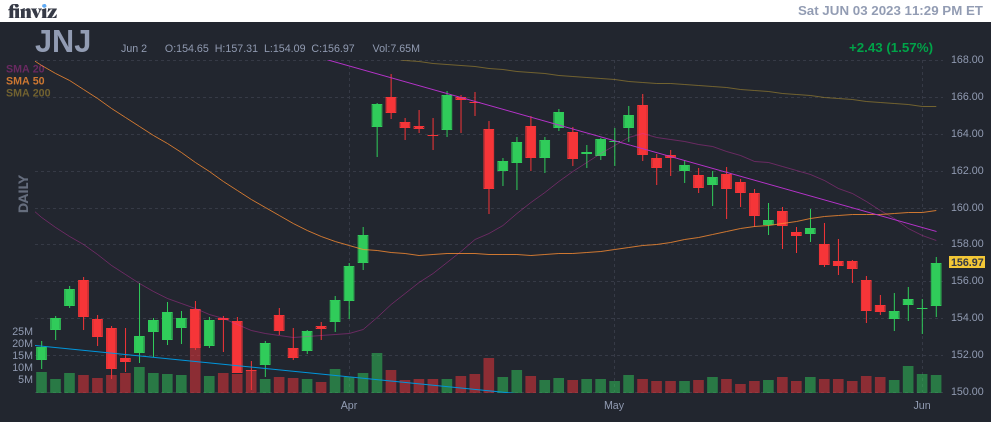 finviz
Sat JUN 03 2023 11:29 PM ET
JNJ
Jun 2 O:154.65 H:157.31 L:154.09 C:156.97 Vol:7.65M
+2.43 (1.57%)
SMA 20
SMA 50
SMA 200
DAILY
168.00
166.00
164.00
162.00
160.00
158.00
156.97
156.00
154.00
152.00
150.00
25M
20M
15M
10M
5M
Apr
May
Jun